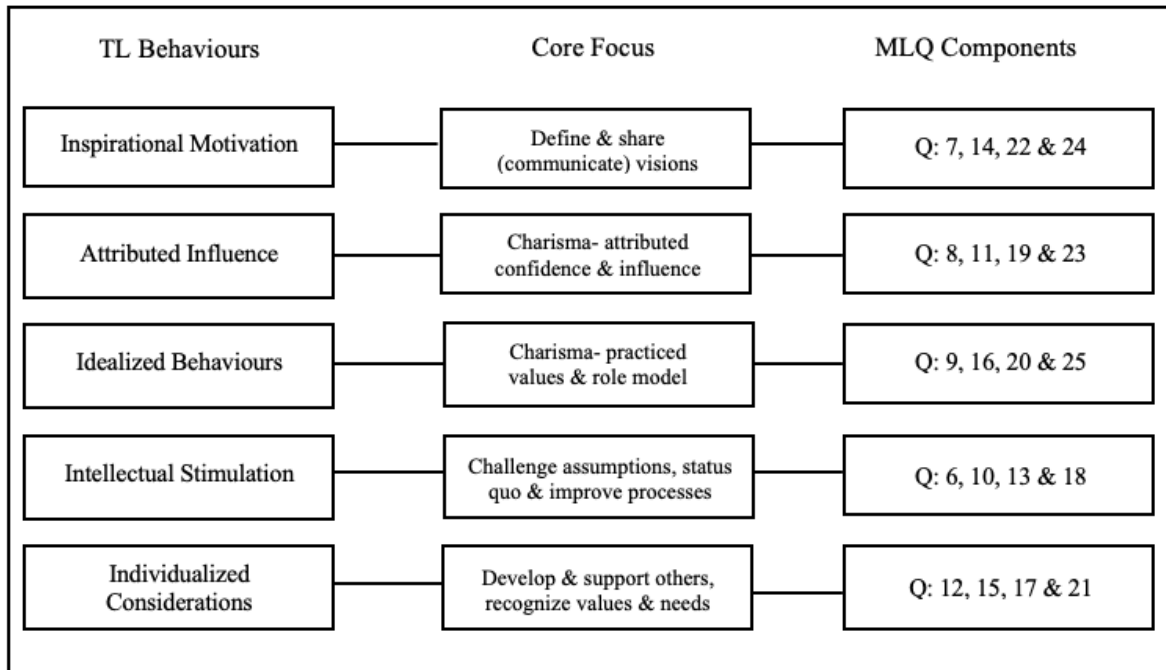 TL Behaviours
Core Focus
MLQ Components
Inspirational Motivation
Define & share
(communicate) visions
Q: 7, 14, 22 & 24
Attributed Influence
Charisma- attributed
confidence & influence
Q: 8, 11, 19 & 23
Idealized Behaviours
Charisma- practiced
values & role model
Q: 9, 16, 20 & 25
Intellectual Stimulation
Challenge assumptions, status
quo & improve processes
Q: 6, 10, 13 & 18
Individualized
Considerations
Develop & support others,
recognize values & needs
Q: 12, 15, 17 & 21